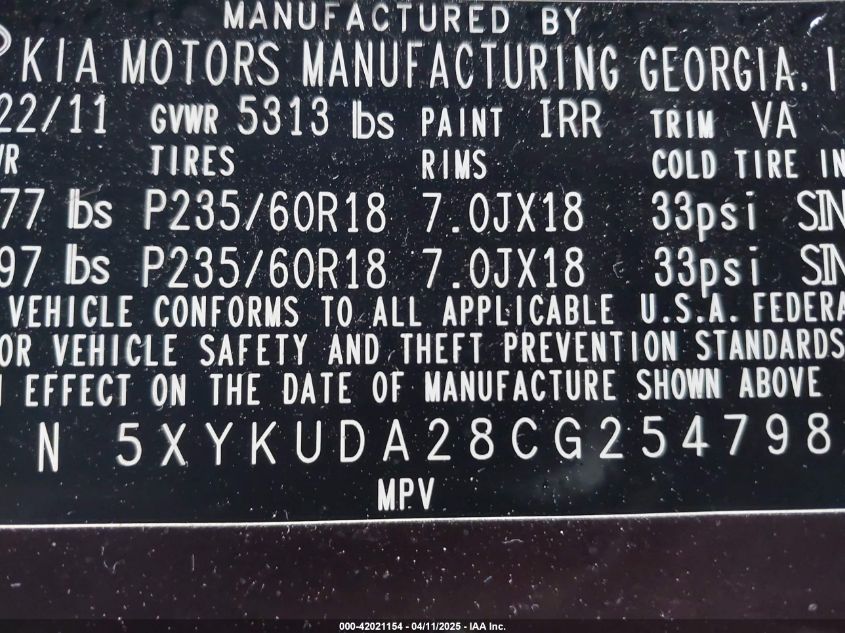 MANUFACTURED BY
KIA MOTORS MANUFACTURING GEORGIA, I
22/11 GVWR 5313 lbs PAINT IRR TRIM VA
R TIRES RIMS COLD TIRE IN
77 lbs P235/60R18 7.0JX18 33psi SIN
97 lbs P235/60R18 7.0JX18 33psi SIN
VEHICLE CONFORMS TO ALL APPLICABLE U.S.A. FEDERA
OR VEHICLE SAFETY AND THEFT PREVENTION STANDARDS
EFFECT ON THE DATE OF MANUFACTURE SHOWN ABOVE
N 5XYKUDA28CG254798
MPV
000-42021154 - 04/11/2025 - IAA Inc.